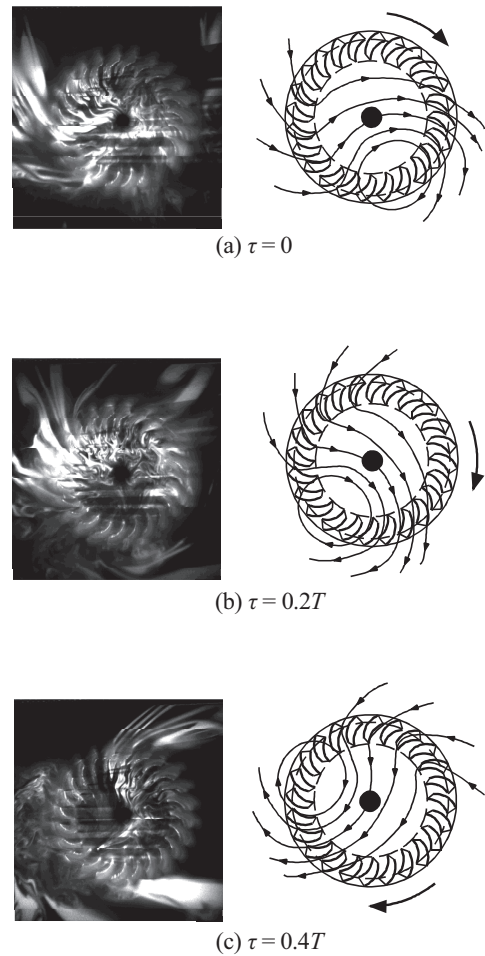 (a) τ = 0
(b) τ = 0.2T
(c) τ = 0.4T